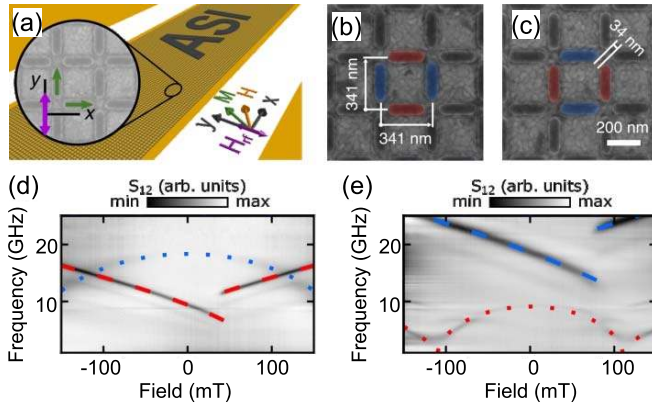 (a)
ASI
y
x
y
M
H
x
H_rf
(b)
341 nm
341 nm
(c)
34 nm
200 nm
(d)
S₁₂ (arb. units)
min max
Frequency (GHz)
20
10
-100 0 100
Field (mT)
(e)
S₁₂ (arb. units)
min max
Frequency (GHz)
20
10
-100 0 100
Field (mT)